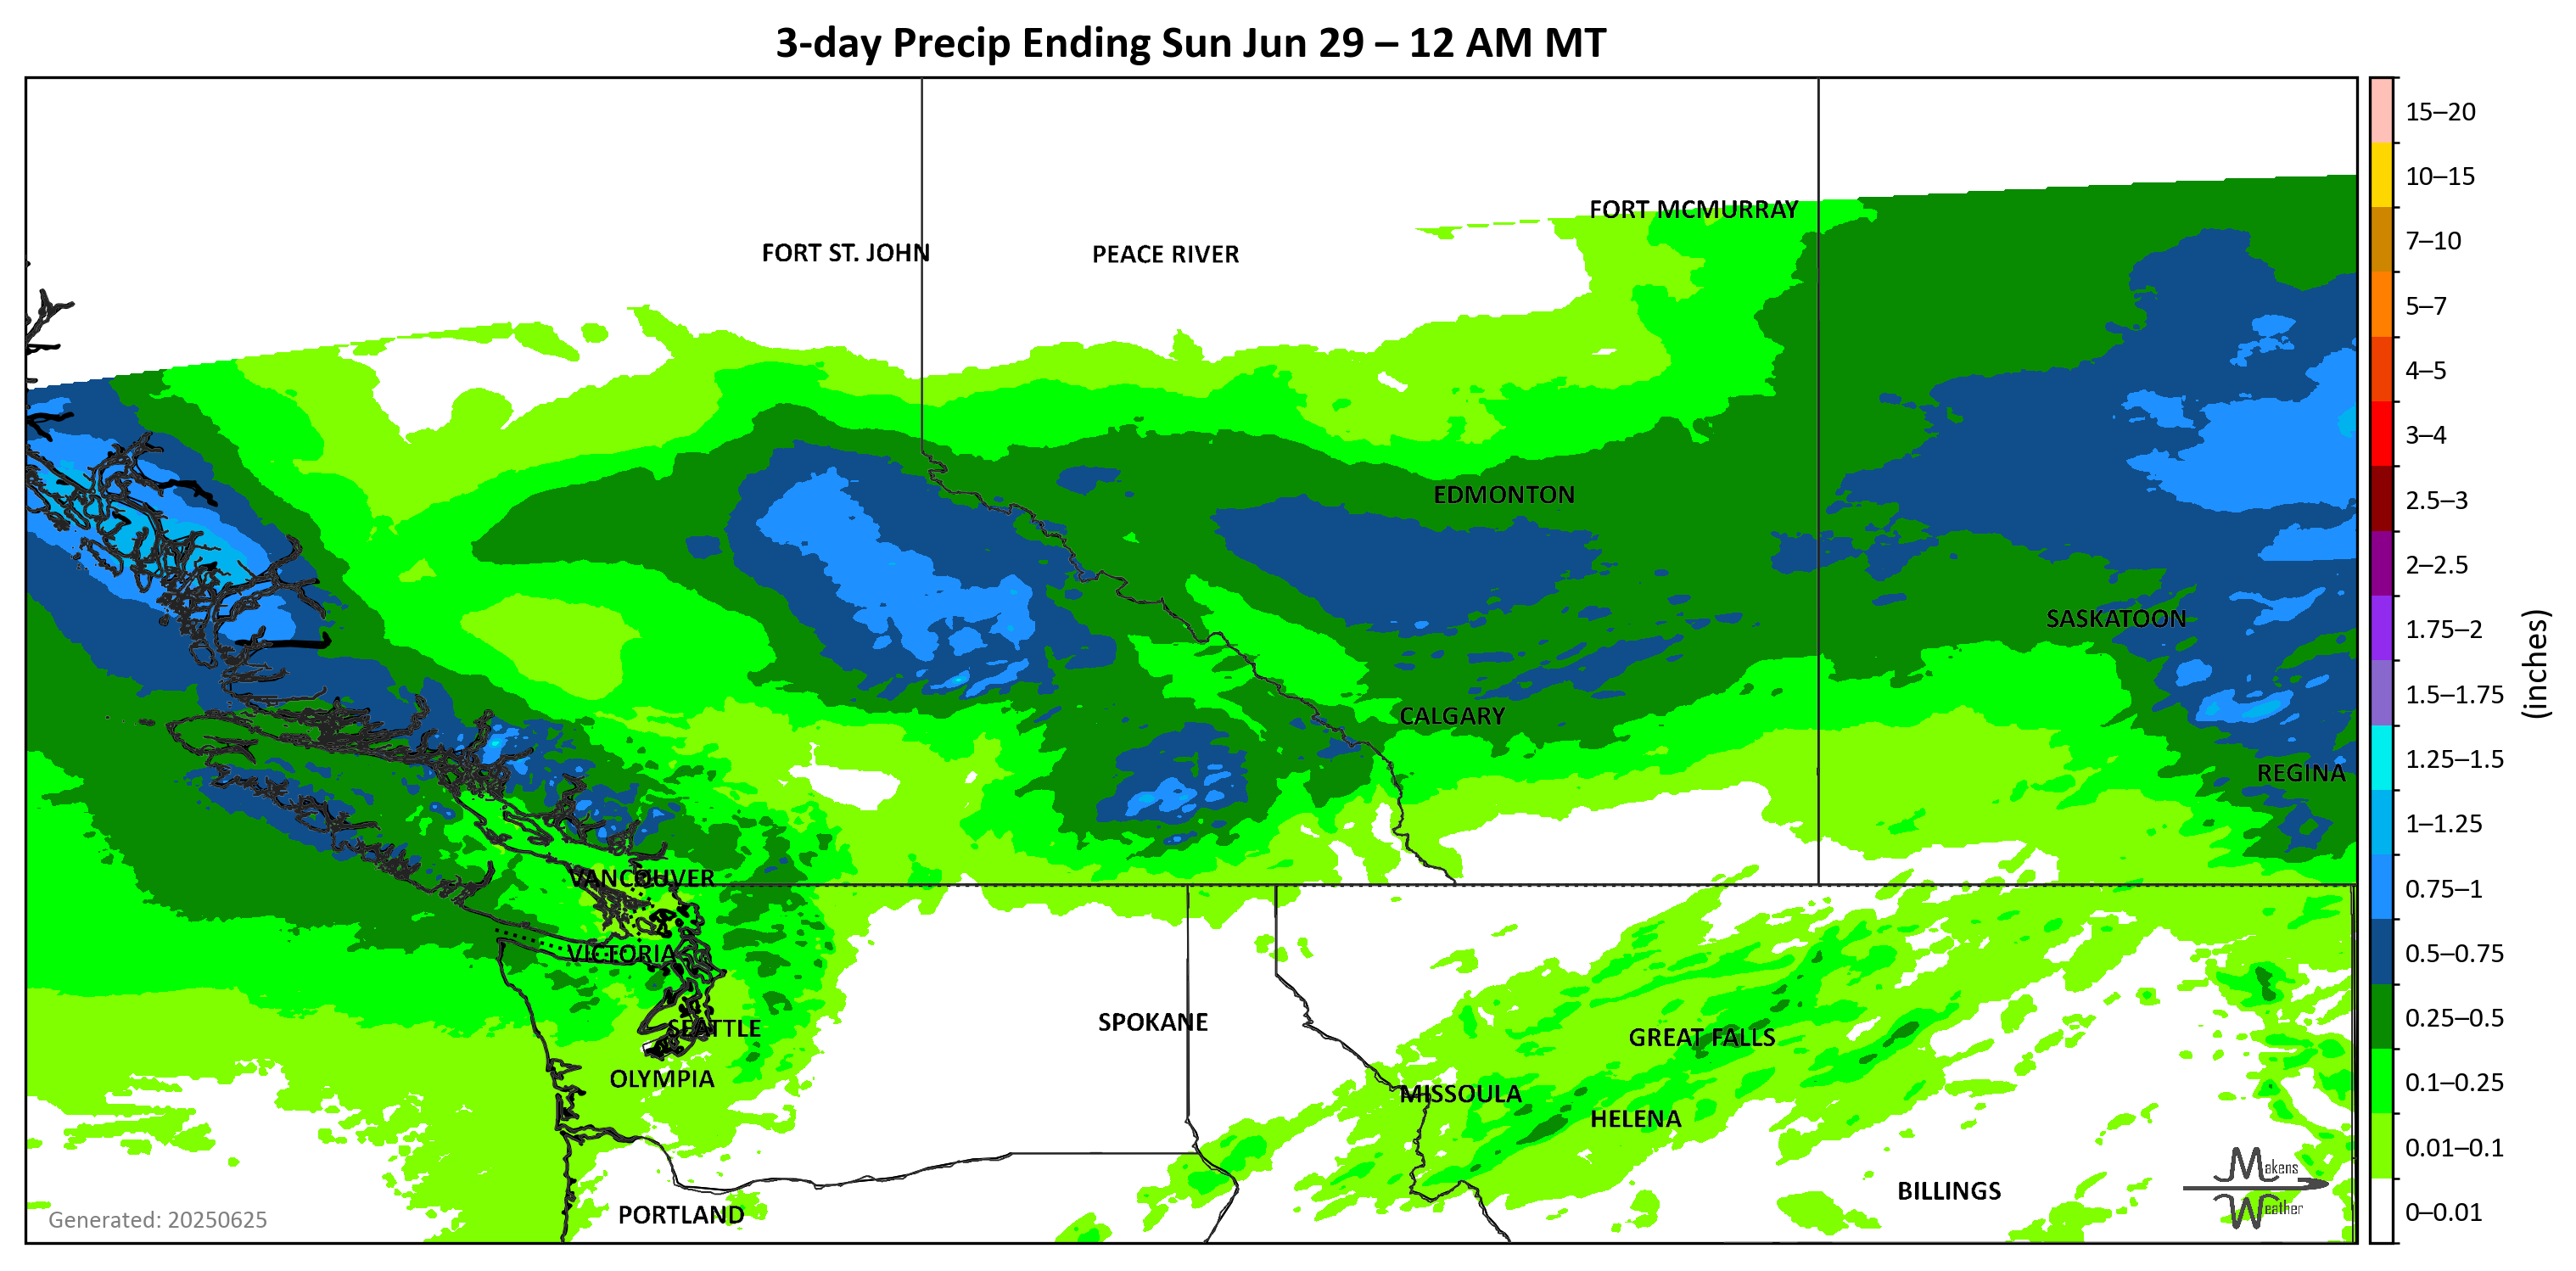 3-day Precip Ending Sun Jun 29 – 12 AM MT
FORT MCMURRAY
FORT ST. JOHN
PEACE RIVER
EDMONTON
SASKATOON
CALGARY
REGINA
VANCOUVER
VICTORIA
SEATTLE
SPOKANE
GREAT FALLS
OLYMPIA
MISSOULA
HELENA
BILLINGS
PORTLAND
Generated: 20250625
Makens
Weather
15–20
10–15
7–10
5–7
4–5
3–4
2.5–3
2–2.5
1.75–2
1.5–1.75
1.25–1.5
1–1.25
0.75–1
0.5–0.75
0.25–0.5
0.1–0.25
0.01–0.1
0–0.01
(inches)